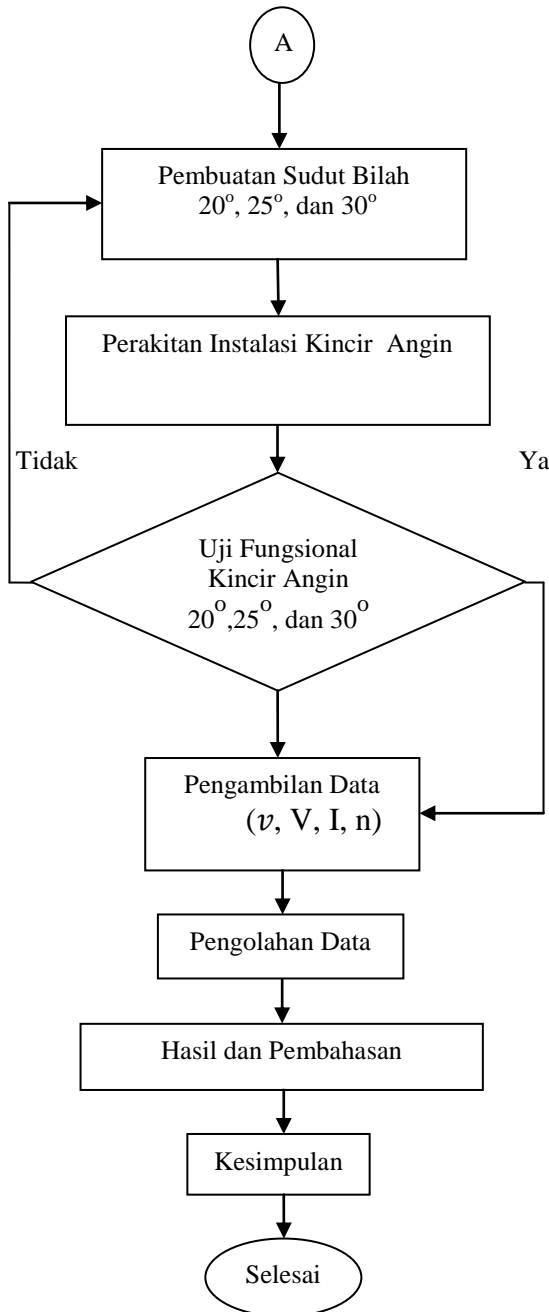 A
Pembuatan Sudut Bilah
20°, 25°, dan 30°
Perakitan Instalasi Kincir Angin
Tidak
Ya
Uji Fungsional
Kincir Angin
20°,25°, dan 30°
Pengambilan Data
(𝑣, V, I, n)
Pengolahan Data
Hasil dan Pembahasan
Kesimpulan
Selesai